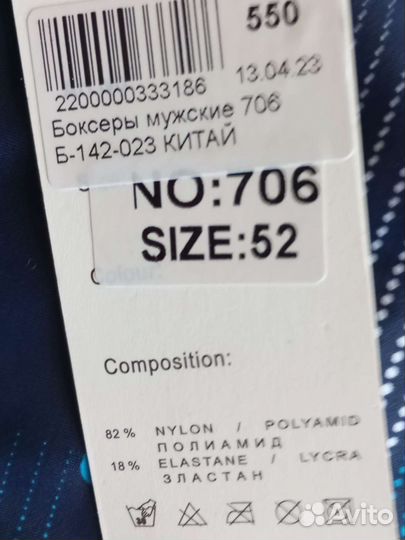 550
2200000333186
13.04.23
Боксеры мужские 706
Б-142-023 КИТАЙ
NO:706
SIZE:52
Colour:
Composition:
82% NYLON / POLYAMID
ПОЛИАМИД
18% ELASTANE / LYCRA
ЭЛАСТАН
Avito